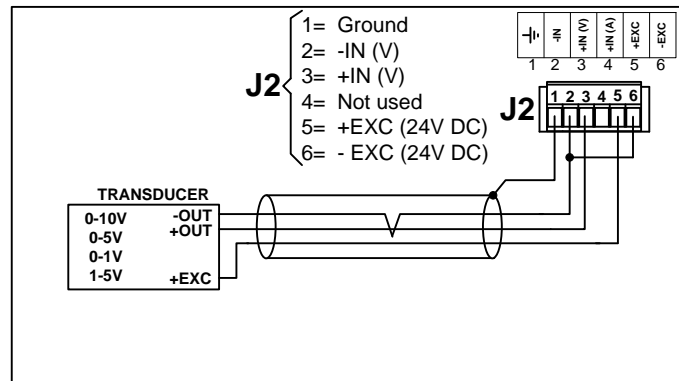 1= Ground
2= -IN (V)
3= +IN (V)
4= Not used
5= +EXC (24V DC)
6= - EXC (24V DC)
J2
-IN
+IN (V)
+IN (A)
+EXC
-EXC
1 2 3 4 5 6
J2
1 2 3 4 5 6
TRANSDUCER
0-10V -OUT
0-5V +OUT
0-1V
1-5V +EXC